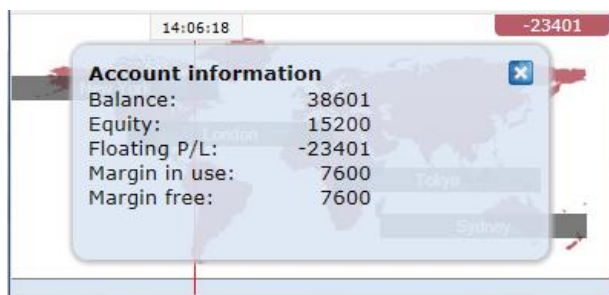 14:06:18
-23401
Account information
Balance: 38601
Equity: 15200
Floating P/L: -23401
Margin in use: 7600
Margin free: 7600
London
Tokyo
Sydney